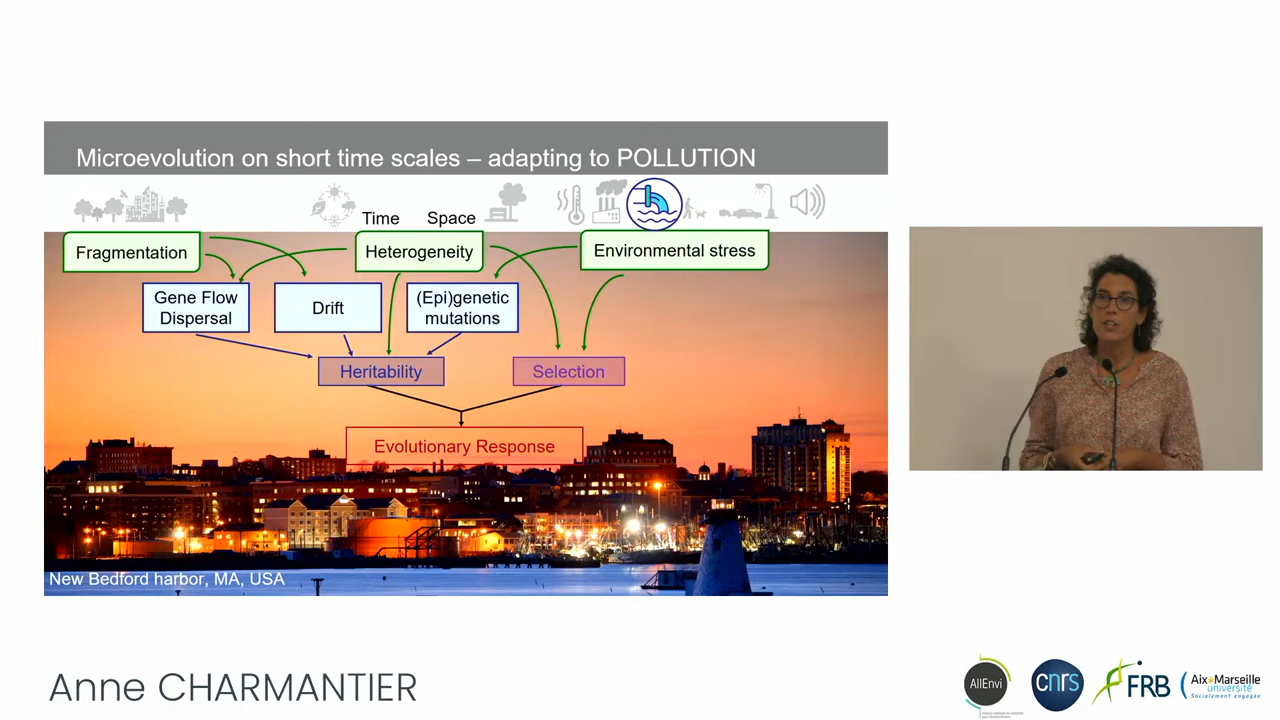 Microevolution on short time scales – adapting to POLLUTION
Time Space
Fragmentation
Heterogeneity
Environmental stress
Gene Flow
Dispersal
Drift
(Epi)genetic
mutations
Heritability
Selection
Evolutionary Response
New Bedford harbor, MA, USA
Anne CHARMANTIER
AllEnvi
cnrs
FRB
Aix Marseille
université
Socialement engagée